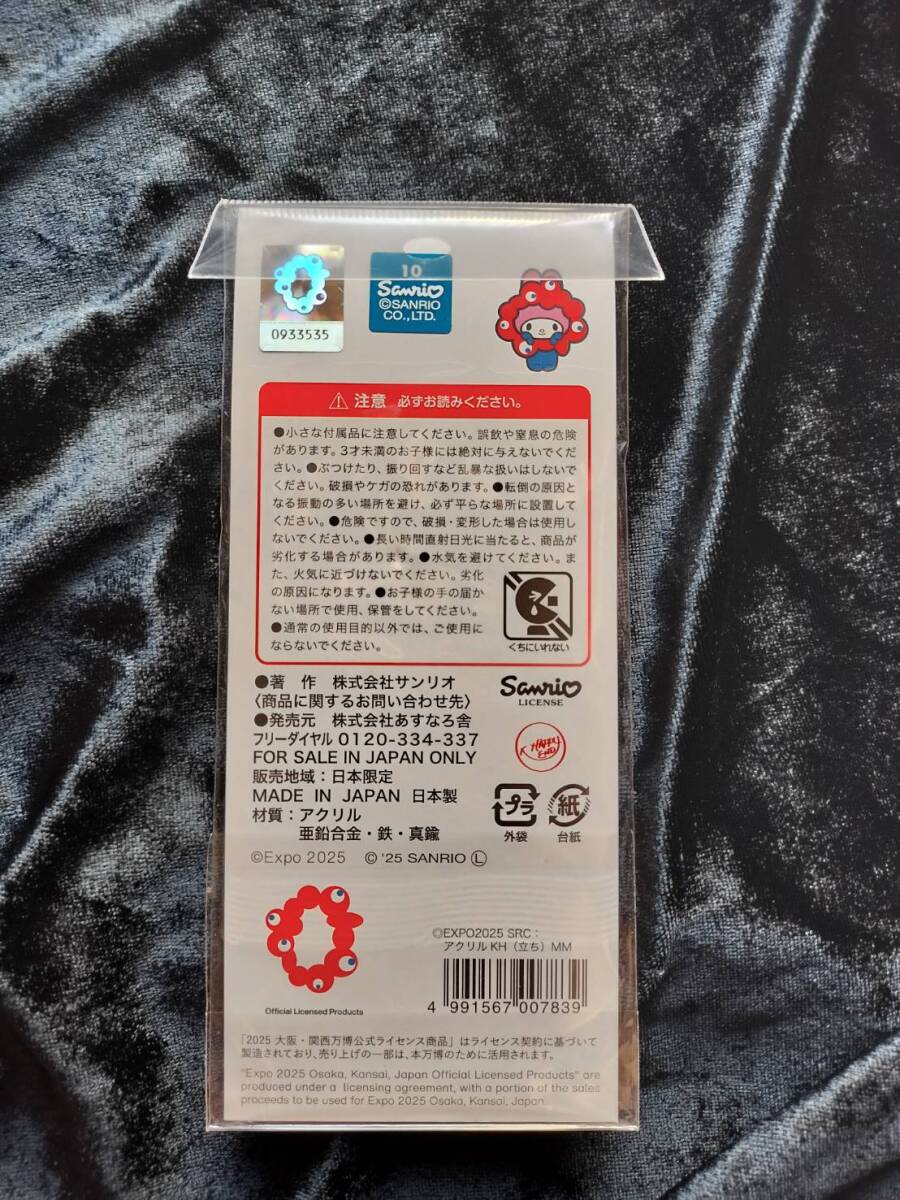 0933535
10
Sanrio
©SANRIO
CO.,LTD.
⚠ 注意 必ずお読みください。
●小さな付属品に注意してください。誤飲や窒息の危険
があります。3才未満のお子様には絶対に与えないでくだ
さい。●ぶつけたり、振り回すなど乱暴な扱いはしないで
ください。破損やケガの恐れがあります。●転倒の原因と
なる振動の多い場所を避け、必ず平らな場所に設置して
ください。●危険ですので、破損・変形した場合は使用し
ないでください。●長い時間直射日光に当たると、商品が
劣化する場合があります。●水気を避けてください。ま
た、火気に近づけないでください。劣化
の原因になります。●お子様の手の届か
ない場所で使用、保管をしてください。
●通常の使用目的以外では、ご使用に
ならないでください。
くちにいれない
●著 作 株式会社サンリオ
〈商品に関するお問い合わせ先〉
●発売元 株式会社あすなろ舎
フリーダイヤル 0120-334-337
FOR SALE IN JAPAN ONLY
販売地域：日本限定
MADE IN JAPAN 日本製
材質：アクリル
亜鉛合金・鉄・真鍮
Sanrio
LICENSE
HAPPY
END
プラ
外袋
紙
台紙
©Expo 2025 © '25 SANRIO Ⓛ
Official Licensed Products
©EXPO2025 SRC：
アクリルKH（立ち）MM
4 991567 007839
「2025 大阪・関西万博公式ライセンス商品」はライセンス契約に基づいて
製造されており、売り上げの一部は、本万博のために活用されます。
"Expo 2025 Osaka, Kansai, Japan Official Licensed Products" are
produced under a licensing agreement, with a portion of the sales
proceeds to be used for Expo 2025 Osaka, Kansai, Japan.